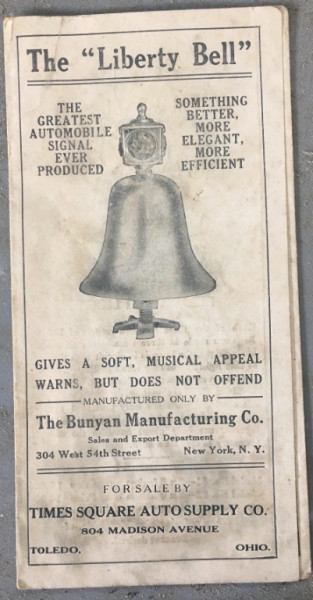 The "Liberty Bell"
THE
GREATEST
AUTOMOBILE
SIGNAL
EVER
PRODUCED
SOMETHING
BETTER,
MORE
ELEGANT,
MORE
EFFICIENT
GIVES A SOFT, MUSICAL APPEAL
WARNS, BUT DOES NOT OFFEND
MANUFACTURED ONLY BY
The Bunyan Manufacturing Co.
Sales and Export Department
304 West 54th Street New York, N. Y.
FOR SALE BY
TIMES SQUARE AUTO SUPPLY CO.
804 MADISON AVENUE
TOLEDO, OHIO.